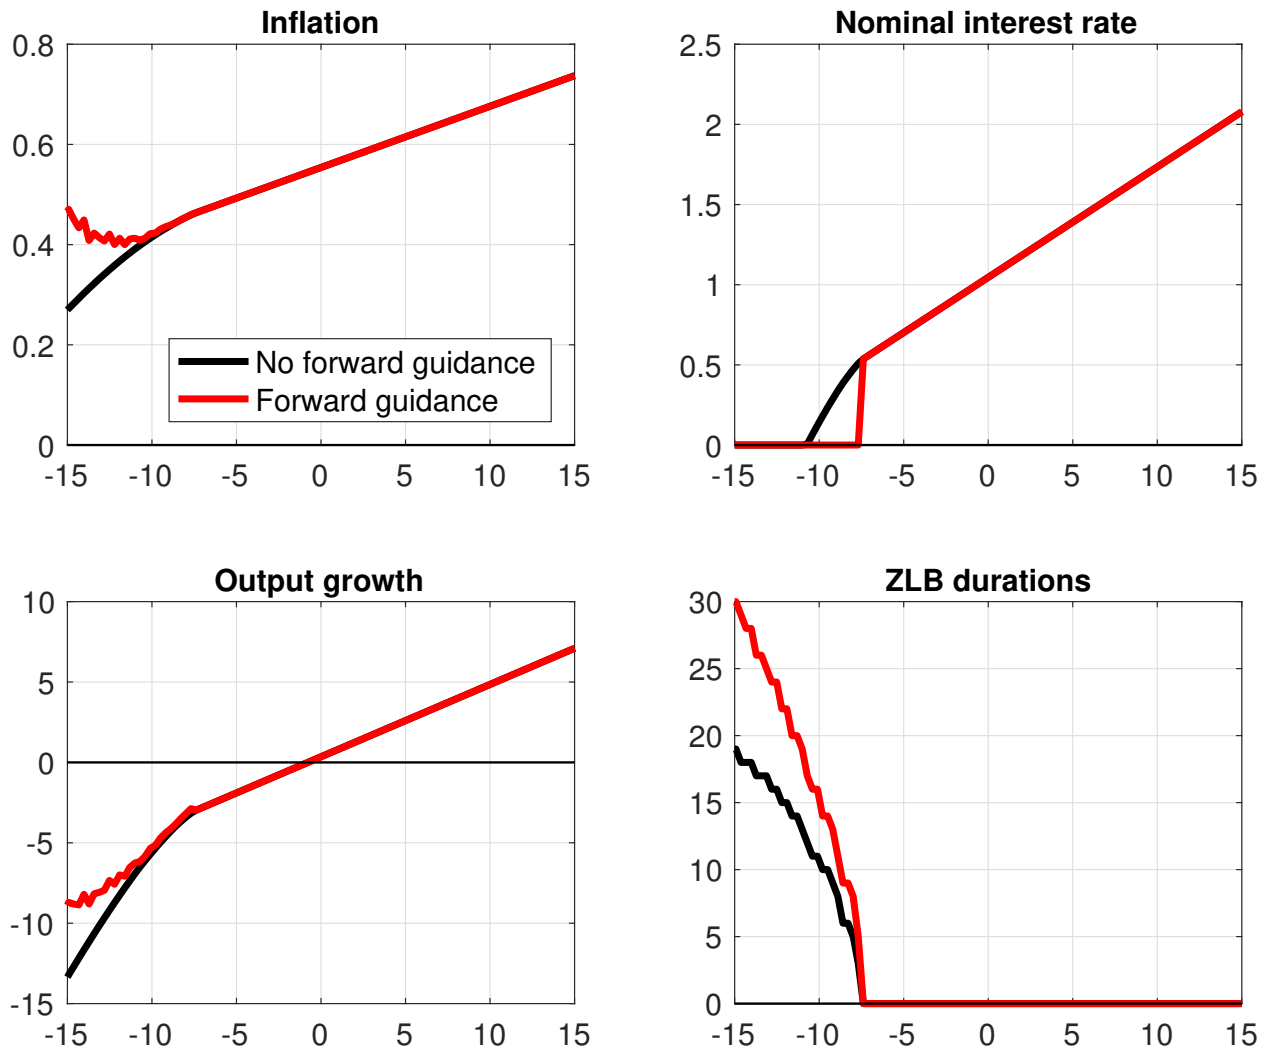 Inflation
0.8
0.6
0.4
0.2
0
-15 -10 -5 0 5 10 15
No forward guidance
Forward guidance
Nominal interest rate
2.5
2
1.5
1
0.5
0
-15 -10 -5 0 5 10 15
Output growth
10
5
0
-5
-10
-15
-15 -10 -5 0 5 10 15
ZLB durations
30
25
20
15
10
5
0
-15 -10 -5 0 5 10 15